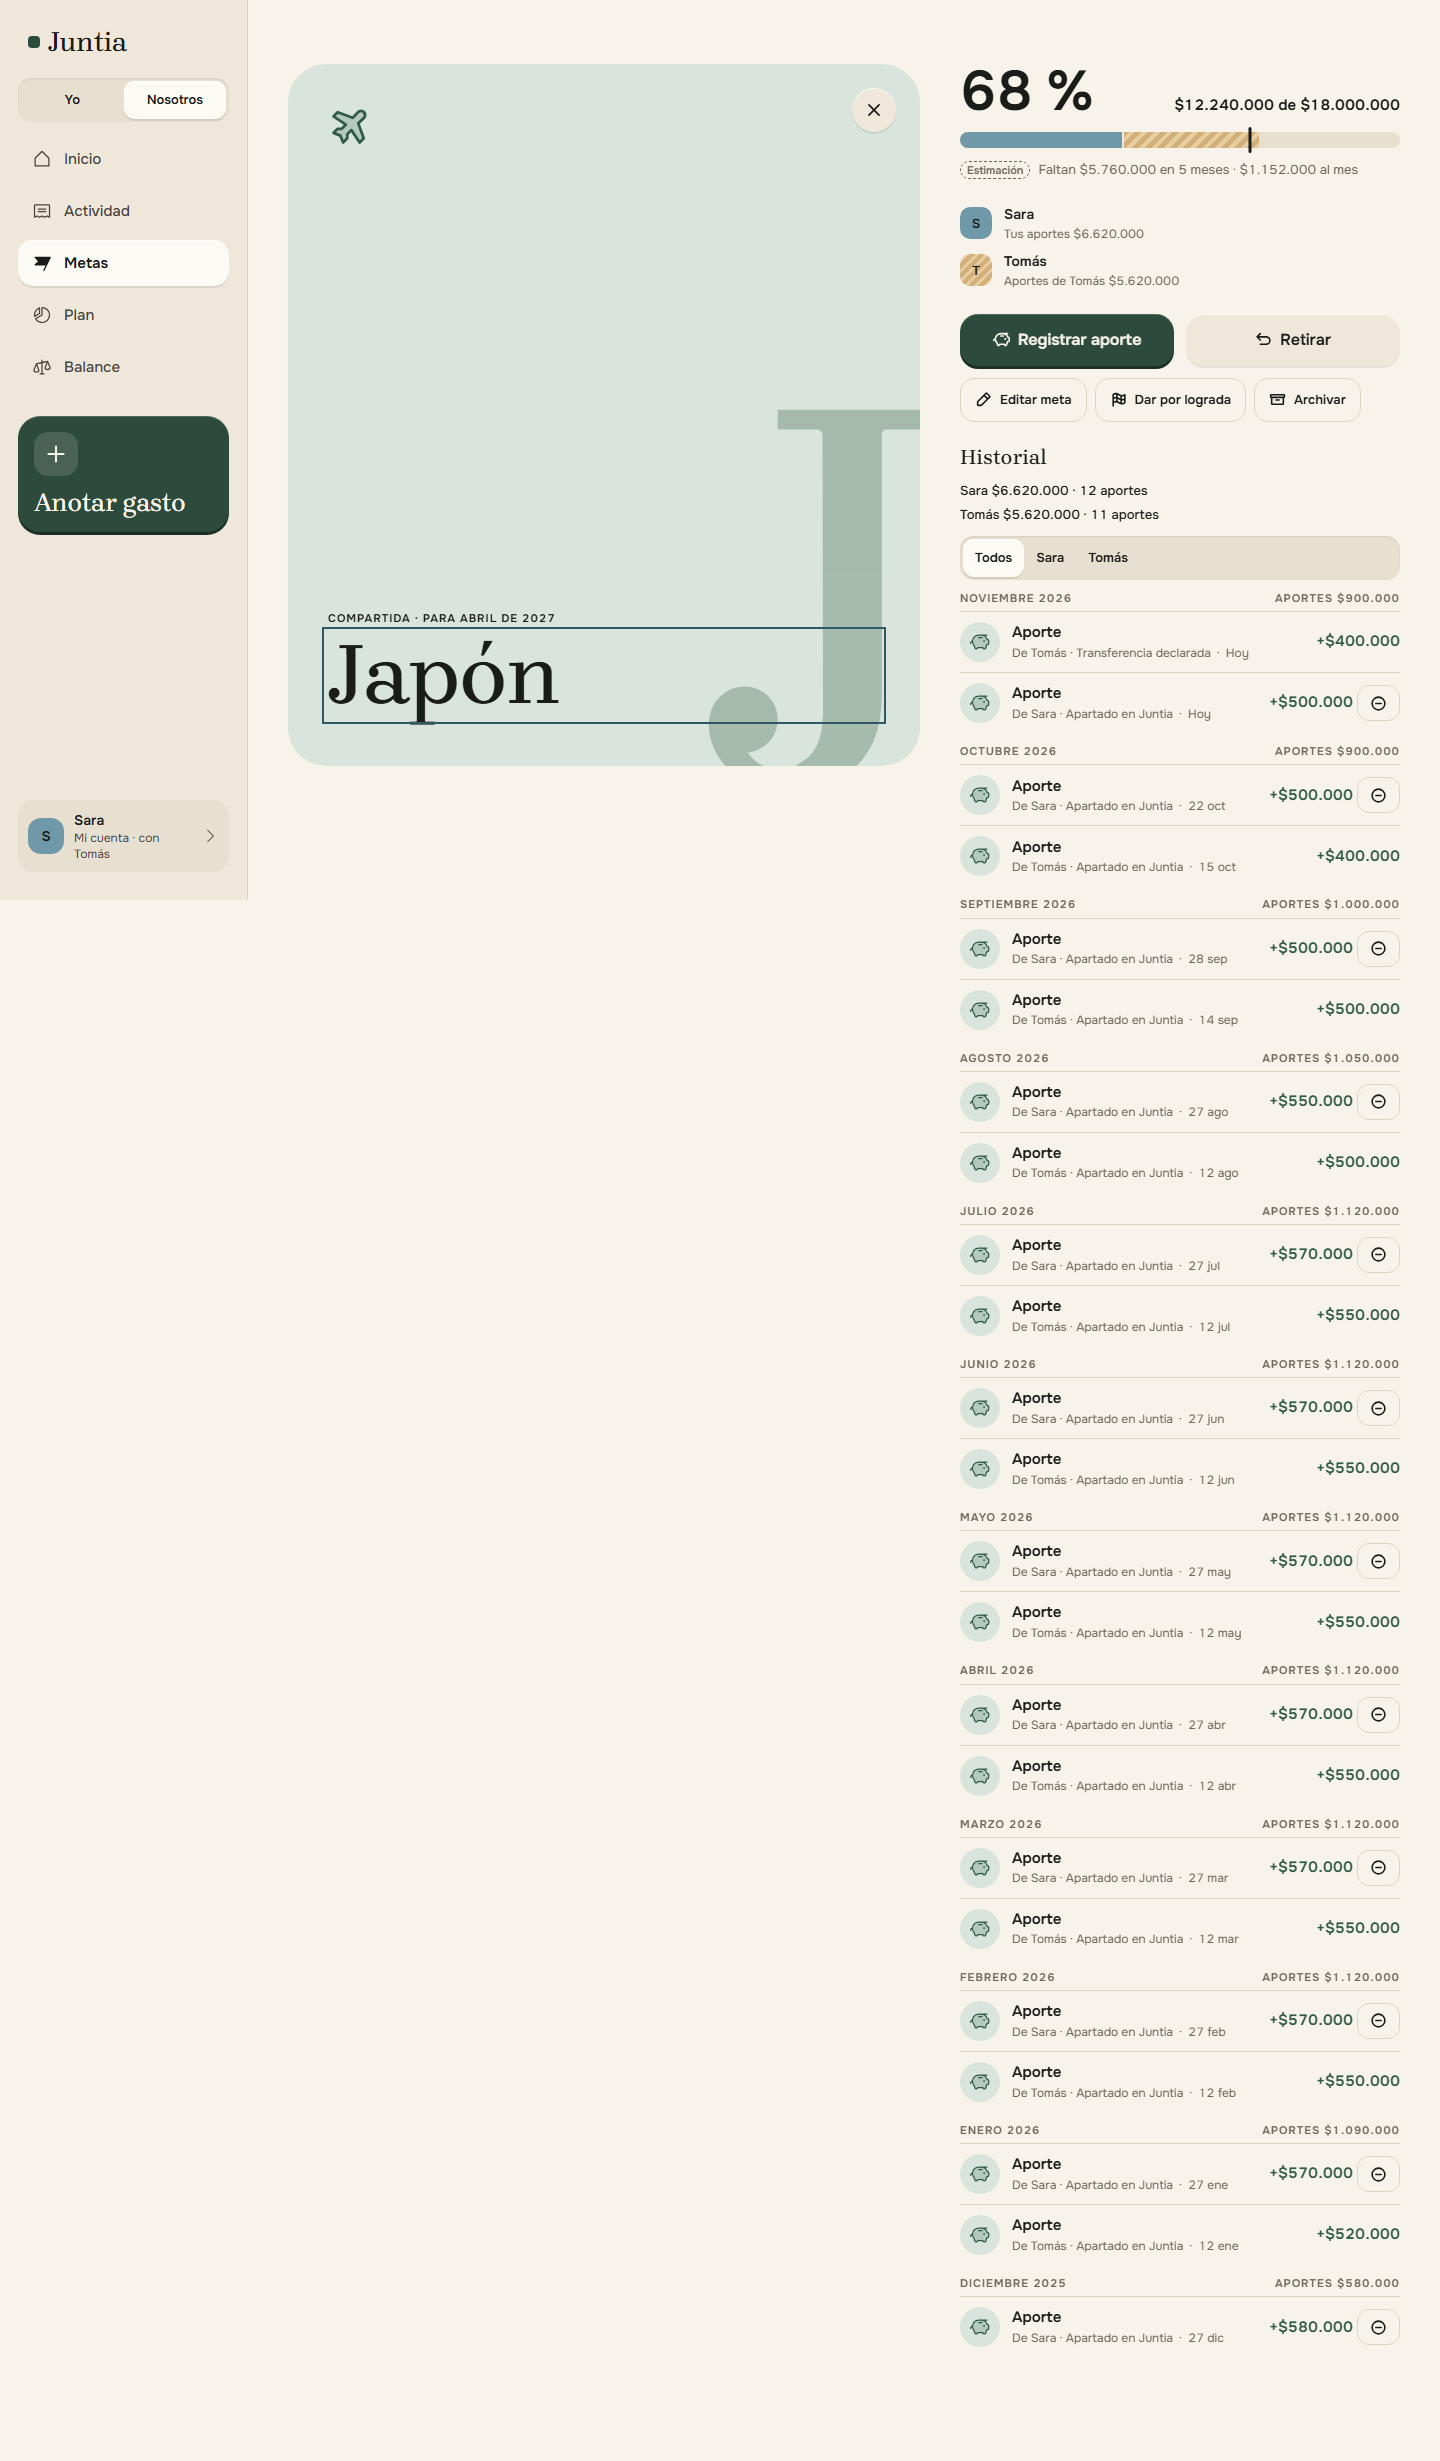 Juntia
Yo
Nosotros
Inicio
Actividad
Metas
Plan
Balance
Anotar gasto
S
Sara
Mi cuenta · con
Tomás
J
COMPARTIDA · PARA ABRIL DE 2027
Japón
68 %
$12.240.000 de $18.000.000
Estimación Faltan $5.760.000 en 5 meses · $1.152.000 al mes
S
Sara
Tus aportes $6.620.000
T
Tomás
Aportes de Tomás $5.620.000
Registrar aporte
Retirar
Editar meta
Dar por lograda
Archivar
Historial
Sara $6.620.000 · 12 aportes
Tomás $5.620.000 · 11 aportes
Todos
Sara
Tomás
NOVIEMBRE 2026 APORTES $900.000
Aporte
De Tomás · Transferencia declarada · Hoy
+$400.000
Aporte
De Sara · Apartado en Juntia · Hoy
+$500.000
OCTUBRE 2026 APORTES $900.000
Aporte
De Sara · Apartado en Juntia · 22 oct
+$500.000
Aporte
De Tomás · Apartado en Juntia · 15 oct
+$400.000
SEPTIEMBRE 2026 APORTES $1.000.000
Aporte
De Sara · Apartado en Juntia · 28 sep
+$500.000
Aporte
De Tomás · Apartado en Juntia · 14 sep
+$500.000
AGOSTO 2026 APORTES $1.050.000
Aporte
De Sara · Apartado en Juntia · 27 ago
+$550.000
Aporte
De Tomás · Apartado en Juntia · 12 ago
+$500.000
JULIO 2026 APORTES $1.120.000
Aporte
De Sara · Apartado en Juntia · 27 jul
+$570.000
Aporte
De Tomás · Apartado en Juntia · 12 jul
+$550.000
JUNIO 2026 APORTES $1.120.000
Aporte
De Sara · Apartado en Juntia · 27 jun
+$570.000
Aporte
De Tomás · Apartado en Juntia · 12 jun
+$550.000
MAYO 2026 APORTES $1.120.000
Aporte
De Sara · Apartado en Juntia · 27 may
+$570.000
Aporte
De Tomás · Apartado en Juntia · 12 may
+$550.000
ABRIL 2026 APORTES $1.120.000
Aporte
De Sara · Apartado en Juntia · 27 abr
+$570.000
Aporte
De Tomás · Apartado en Juntia · 12 abr
+$550.000
MARZO 2026 APORTES $1.120.000
Aporte
De Sara · Apartado en Juntia · 27 mar
+$570.000
Aporte
De Tomás · Apartado en Juntia · 12 mar
+$550.000
FEBRERO 2026 APORTES $1.120.000
Aporte
De Sara · Apartado en Juntia · 27 feb
+$570.000
Aporte
De Tomás · Apartado en Juntia · 12 feb
+$550.000
ENERO 2026 APORTES $1.090.000
Aporte
De Sara · Apartado en Juntia · 27 ene
+$570.000
Aporte
De Tomás · Apartado en Juntia · 12 ene
+$520.000
DICIEMBRE 2025 APORTES $580.000
Aporte
De Sara · Apartado en Juntia · 27 dic
+$580.000